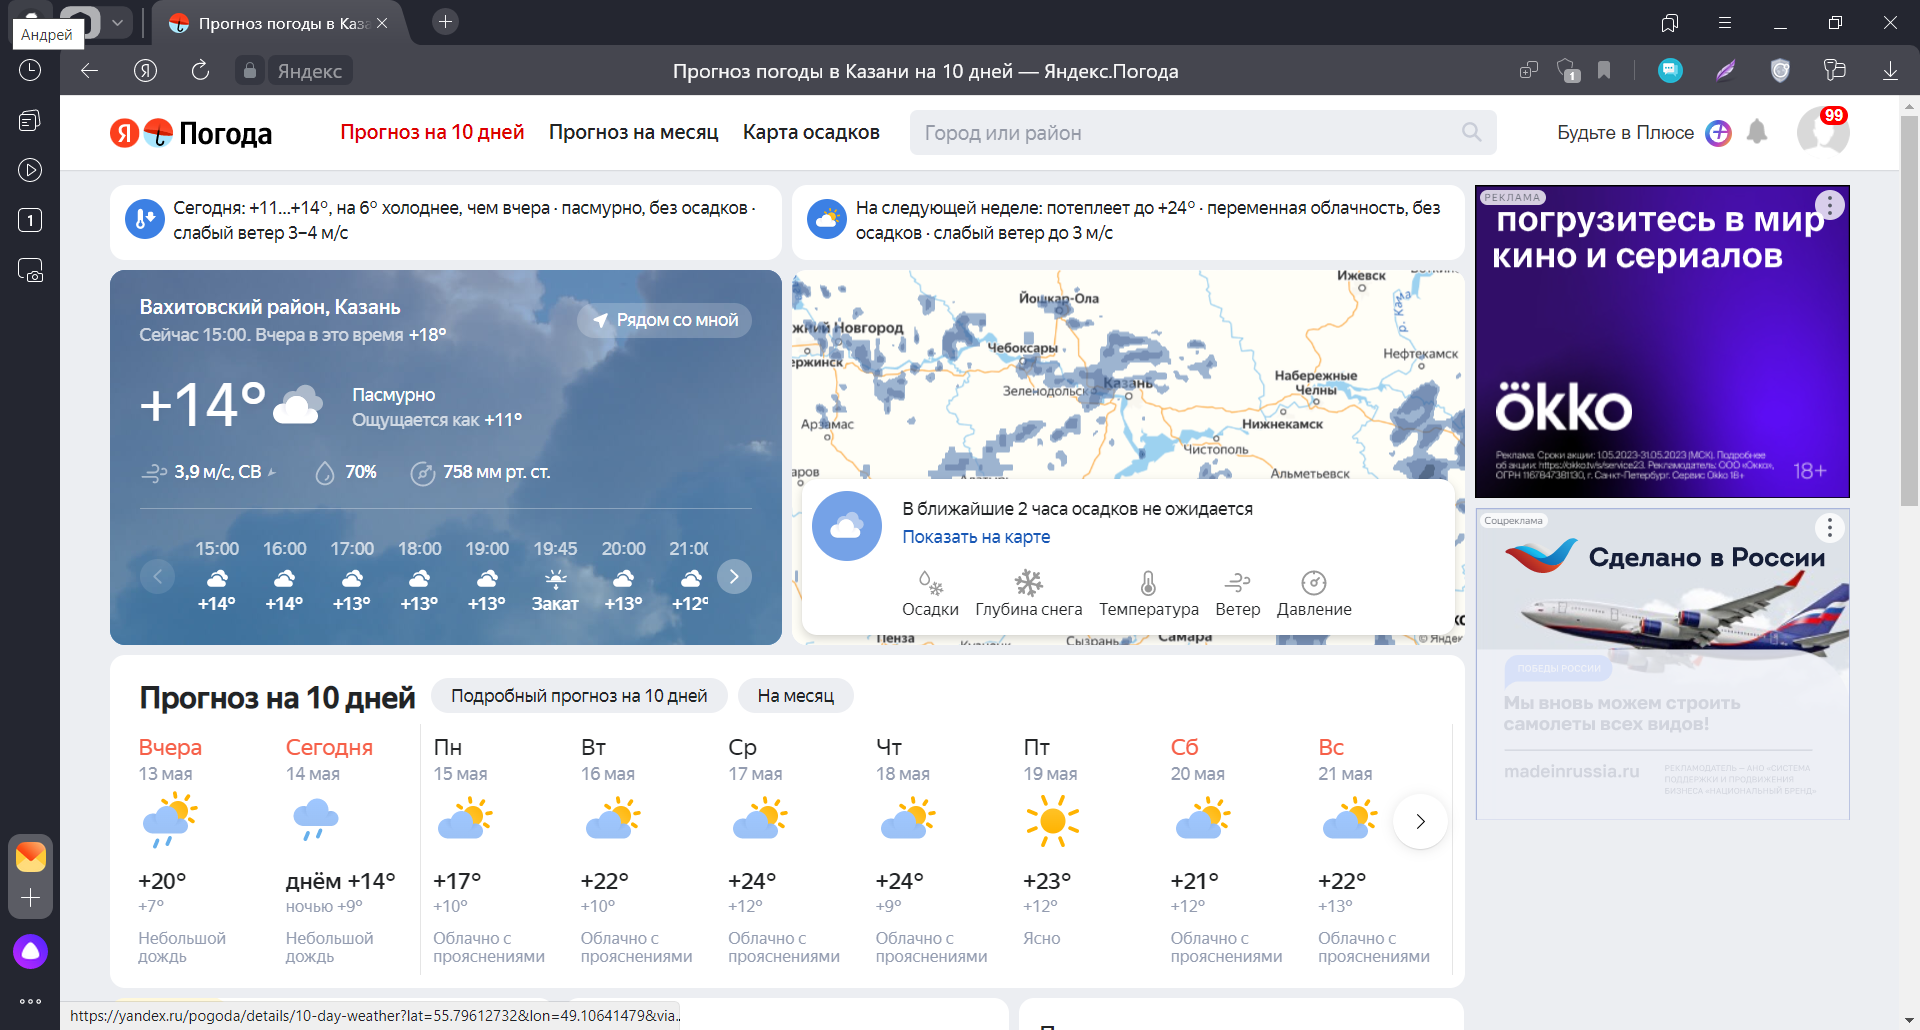 Андрей
Прогноз погоды в Каза
Яндекс
Прогноз погоды в Казани на 10 дней — Яндекс.Погода
1
1
Я Погода
Прогноз на 10 дней
Прогноз на месяц
Карта осадков
Город или район
Будьте в Плюсе
99
Сегодня: +11...+14°, на 6° холоднее, чем вчера · пасмурно, без осадков ·
слабый ветер 3–4 м/с
На следующей неделе: потеплеет до +24° · переменная облачность, без
осадков · слабый ветер до 3 м/с
Вахитовский район, Казань
Сейчас 15:00. Вчера в это время +18°
Рядом со мной
+14°
Пасмурно
Ощущается как +11°
3,9 м/с, СВ
70%
758 мм рт. ст.
15:00 16:00 17:00 18:00 19:00 19:45 20:00 21:00
+14° +14° +13° +13° +13° Закат +13° +12°
Ижевск
Йошкар-Ола
р. Кама
жний Новгород
Чебоксары
ержинск
Нефтекамск
Зеленодольск
Казань
Набережные
Челны
Арзамас
Нижнекамск
Чистополь
аров
Альметьевск
В ближайшие 2 часа осадков не ожидается
Показать на карте
Осадки
Глубина снега
Температура
Ветер
Давление
Пенза
Сызрань
Самара
© Яндек
РЕКЛАМА
погрузитесь в мир
кино и сериалов
ökko
Реклама. Сроки акции: 1.05.2023-31.05.2023 (МСК). Подробнее
об акции: https://okko.tv/s/service23. Рекламодатель: ООО «Окко»,
ОГРН 1167847381130, г. Санкт-Петербург. Сервис Okko 18+
18+
Соцреклама
Сделано в России
ПОБЕДЫ РОССИИ
Мы вновь можем строить
самолеты всех видов!
madeinrussia.ru
РЕКЛАМОДАТЕЛЬ – АНО «СИСТЕМА
ПОДДЕРЖКИ И ПРОДВИЖЕНИЯ
БИЗНЕСА «НАЦИОНАЛЬНЫЙ БРЕНД»
Прогноз на 10 дней
Подробный прогноз на 10 дней
На месяц
Вчера Сегодня Пн Вт Ср Чт Пт Сб Вс
13 мая 14 мая 15 мая 16 мая 17 мая 18 мая 19 мая 20 мая 21 мая
+20° днём +14° +17° +22° +24° +24° +23° +21° +22°
+7° ночью +9° +10° +10° +12° +9° +12° +12° +13°
Небольшой Небольшой Облачно с Облачно с Облачно с Облачно с Ясно Облачно с Облачно с
дождь дождь прояснениями прояснениями прояснениями прояснениями прояснениями прояснениями
https://yandex.ru/pogoda/details/10-day-weather?lat=55.79612732&lon=49.10641479&via..